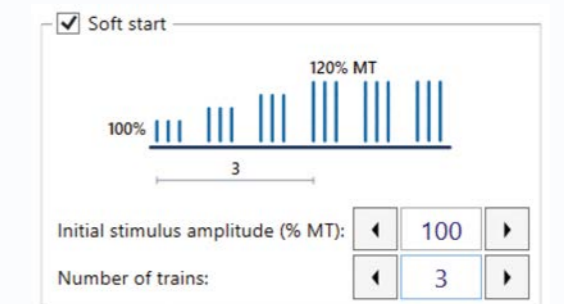 Soft start
120% MT
100%
3
Initial stimulus amplitude (% MT): 100
Number of trains: 3